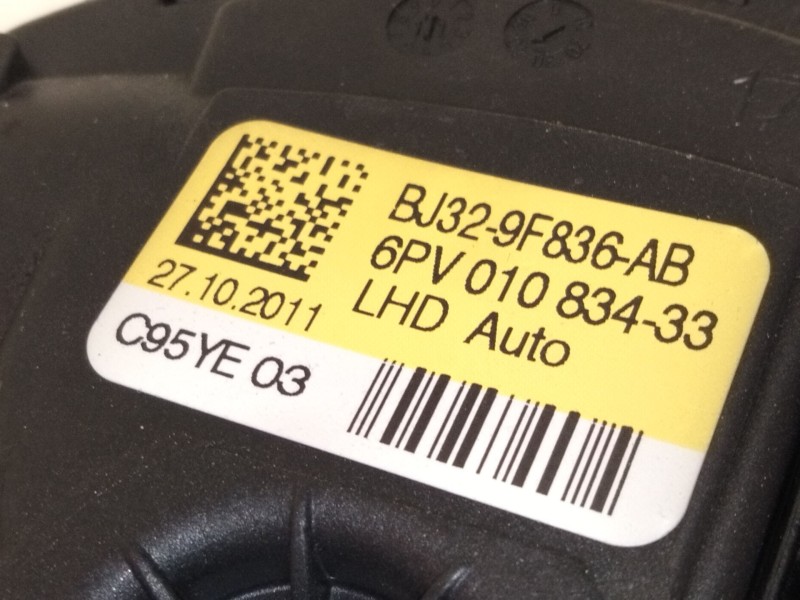 BJ32-9F836-AB
6PV 010 834-33
LHD Auto
27.10.2011
C95YE 03